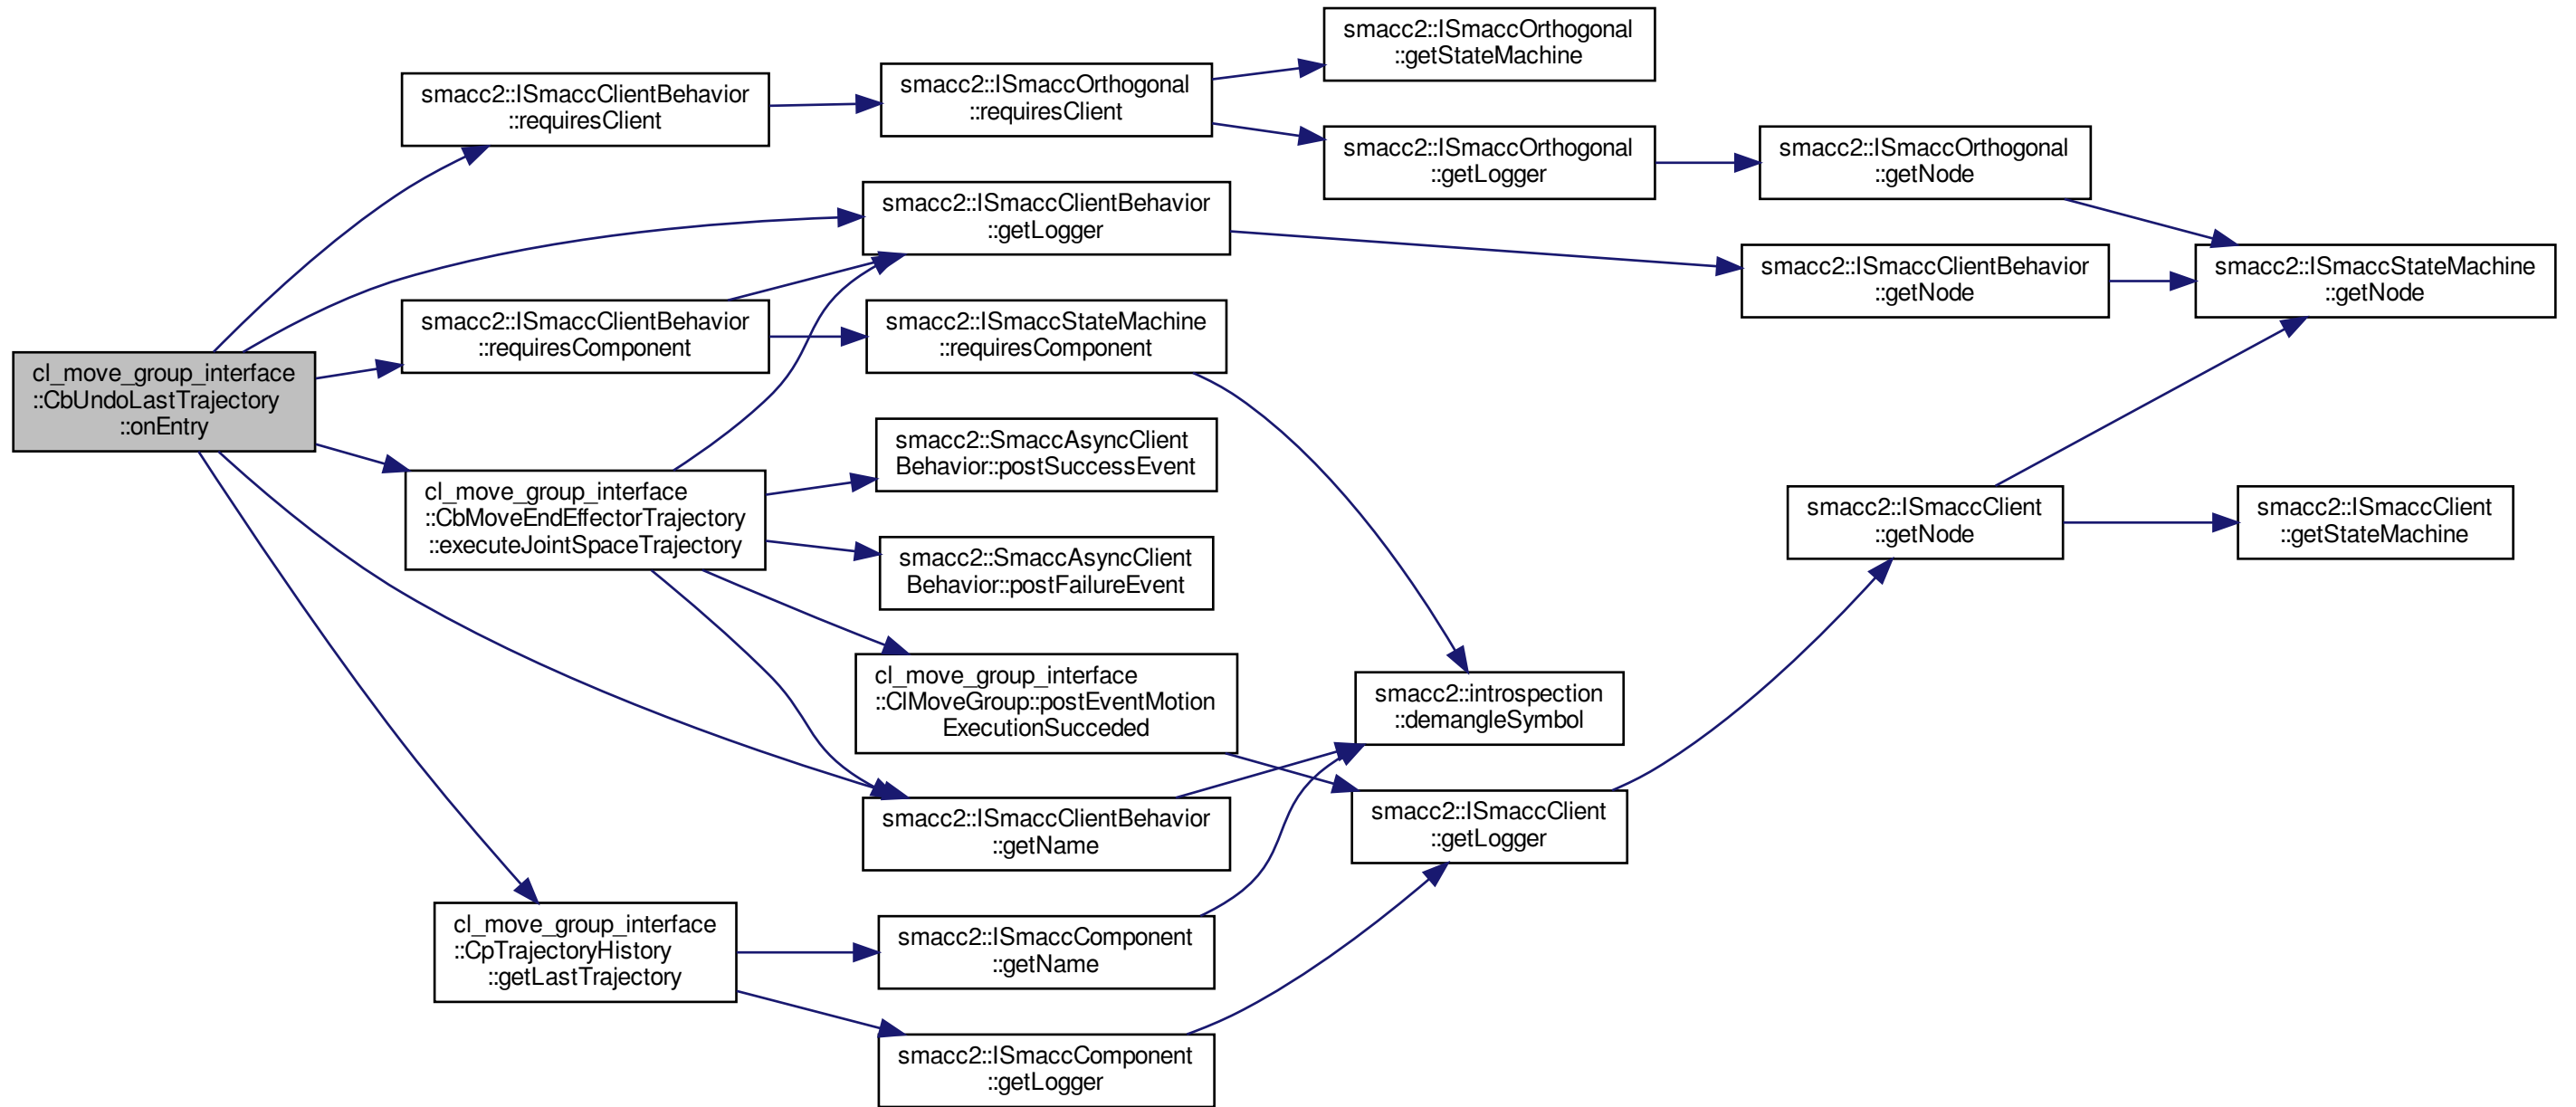 smacc2::ISmaccOrthogonal
::getStateMachine
smacc2::ISmaccClientBehavior
::requiresClient
smacc2::ISmaccOrthogonal
::requiresClient
smacc2::ISmaccOrthogonal
::getLogger
smacc2::ISmaccOrthogonal
::getNode
smacc2::ISmaccClientBehavior
::getLogger
smacc2::ISmaccClientBehavior
::getNode
smacc2::ISmaccStateMachine
::getNode
smacc2::ISmaccClientBehavior
::requiresComponent
smacc2::ISmaccStateMachine
::requiresComponent
cl_move_group_interface
::CbUndoLastTrajectory
::onEntry
smacc2::SmaccAsyncClient
Behavior::postSuccessEvent
cl_move_group_interface
::CbMoveEndEffectorTrajectory
::executeJointSpaceTrajectory
smacc2::ISmaccClient
::getNode
smacc2::ISmaccClient
::getStateMachine
smacc2::SmaccAsyncClient
Behavior::postFailureEvent
cl_move_group_interface
::ClMoveGroup::postEventMotion
ExecutionSucceded
smacc2::introspection
::demangleSymbol
smacc2::ISmaccClientBehavior
::getName
smacc2::ISmaccClient
::getLogger
cl_move_group_interface
::CpTrajectoryHistory
::getLastTrajectory
smacc2::ISmaccComponent
::getName
smacc2::ISmaccComponent
::getLogger